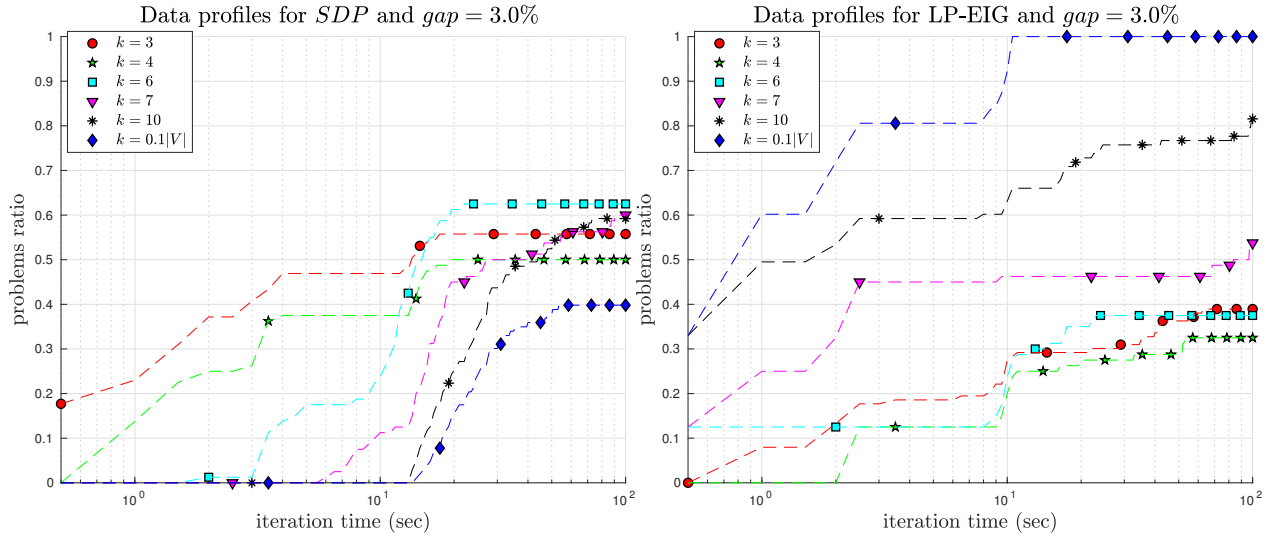 Data profiles for SDP and gap = 3.0%
1
0.9
0.8
0.7
0.6
0.5
0.4
0.3
0.2
0.1
0
problems ratio
k = 3
k = 4
k = 6
k = 7
k = 10
k = 0.1|V|
10^0
10^1
10^2
iteration time (sec)
Data profiles for LP-EIG and gap = 3.0%
1
0.9
0.8
0.7
0.6
0.5
0.4
0.3
0.2
0.1
0
problems ratio
k = 3
k = 4
k = 6
k = 7
k = 10
k = 0.1|V|
10^0
10^1
10^2
iteration time (sec)